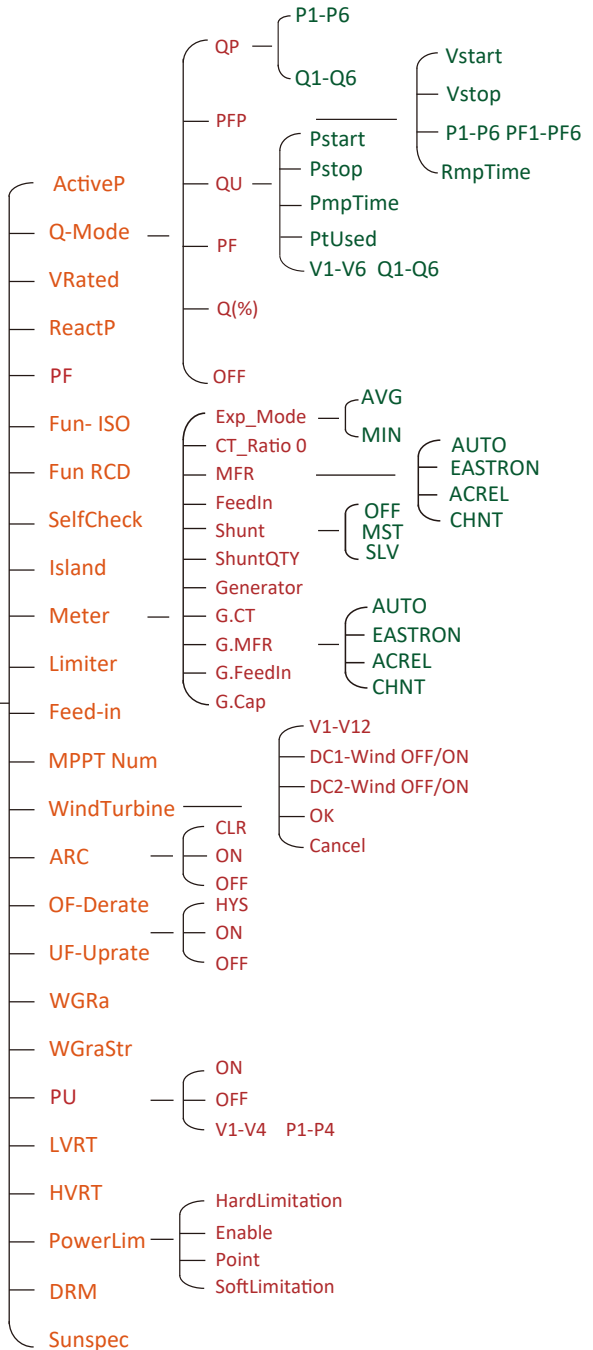 ActiveP
Q-Mode
VRated
ReactP
PF
Fun- ISO
Fun RCD
SelfCheck
Island
Meter
Limiter
Feed-in
MPPT Num
WindTurbine
ARC
OF-Derate
UF-Uprate
WGRa
WGraStr
PU
LVRT
HVRT
PowerLim
DRM
Sunspec
QP
PFP
QU
PF
Q(%)
OFF
P1-P6
Q1-Q6
Vstart
Vstop
P1-P6 PF1-PF6
RmpTime
Pstart
Pstop
PmpTime
PtUsed
V1-V6 Q1-Q6
Exp_Mode
CT_Ratio 0
MFR
FeedIn
Shunt
ShuntQTY
Generator
G.CT
G.MFR
G.FeedIn
G.Cap
AVG
MIN
AUTO
EASTRON
ACREL
CHNT
OFF
MST
SLV
AUTO
EASTRON
ACREL
CHNT
V1-V12
DC1-Wind OFF/ON
DC2-Wind OFF/ON
OK
Cancel
CLR
ON
OFF
HYS
ON
OFF
ON
OFF
V1-V4 P1-P4
HardLimitation
Enable
Point
SoftLimitation